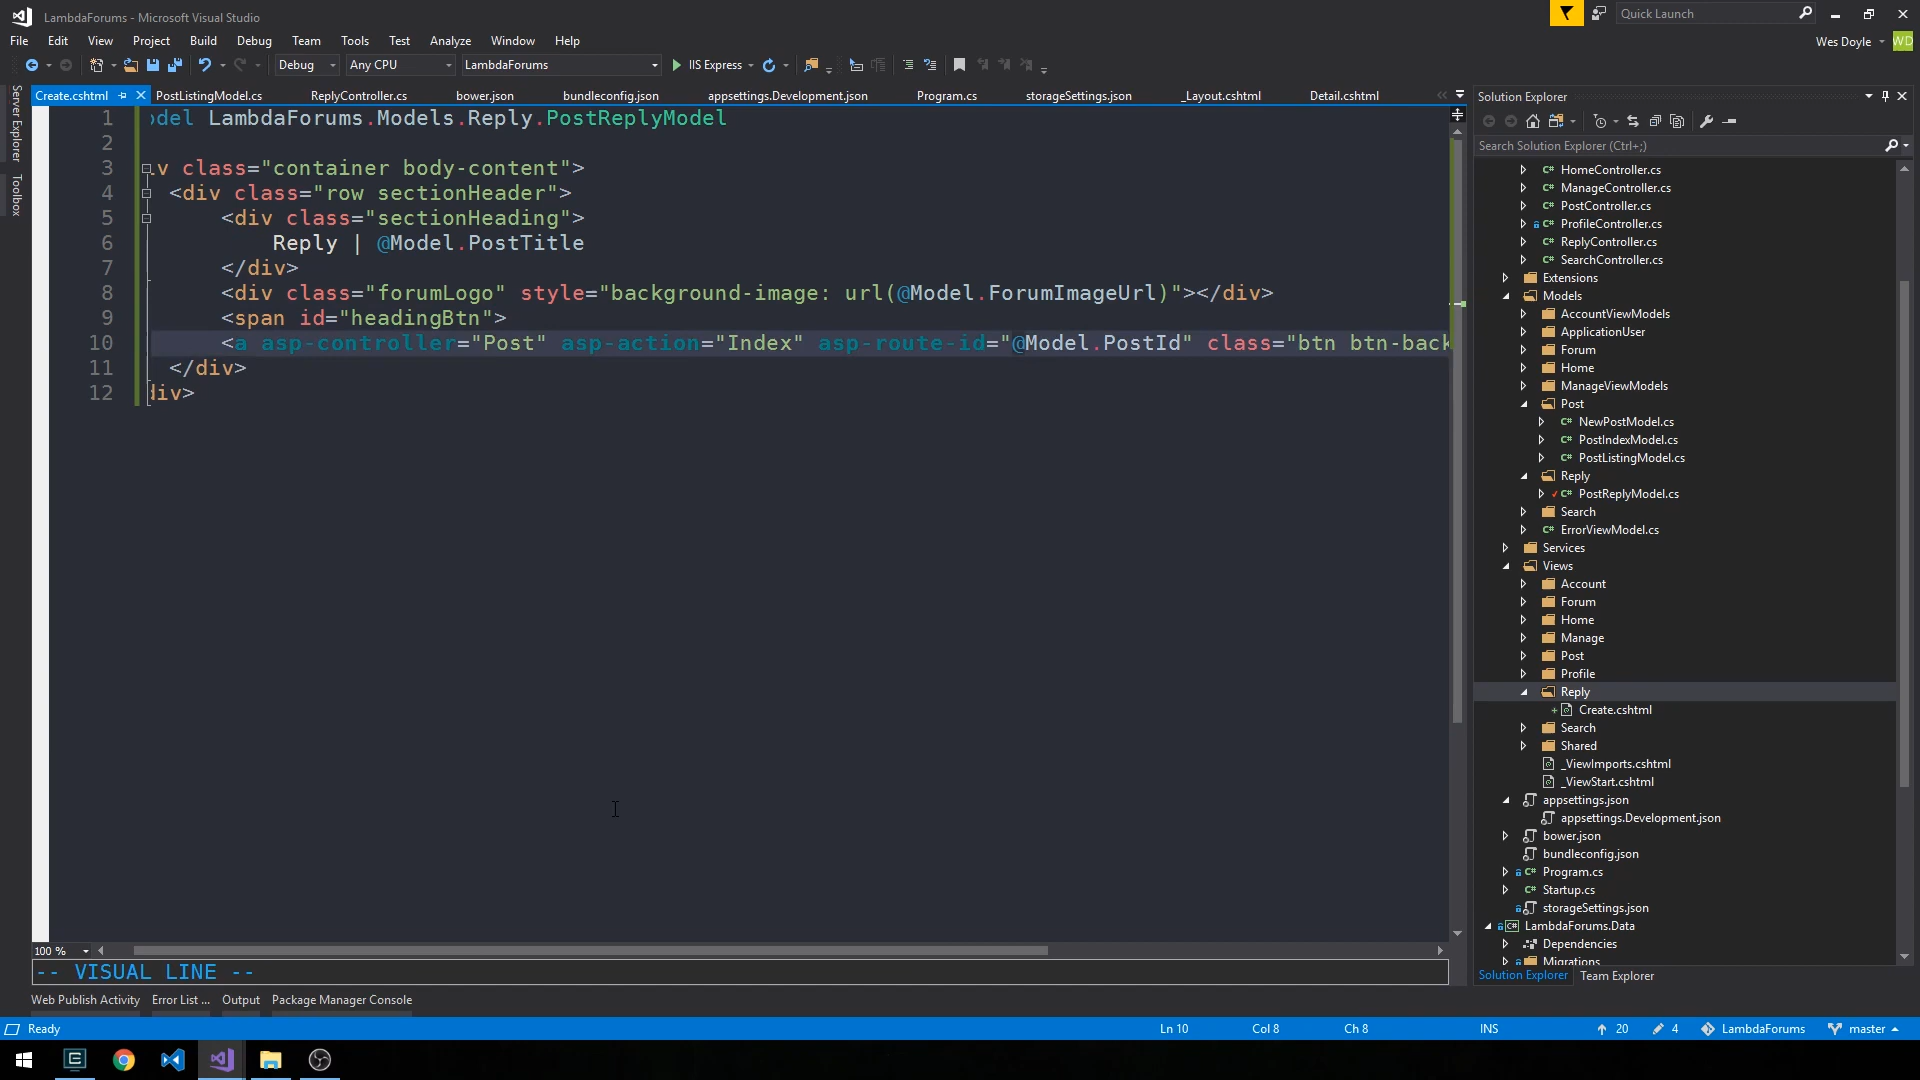 LambdaForums - Microsoft Visual Studio
Quick Launch
File Edit View Project Build Debug Team Tools Test Analyze Window Help
Wes Doyle WD
Debug Any CPU LambdaForums IIS Express
Create.cshtml PostListingModel.cs ReplyController.cs bower.json bundleconfig.json appsettings.Development.json Program.cs storageSettings.json _Layout.cshtml Detail.cshtml
Server Explorer
Toolbox
1 odel LambdaForums.Models.Reply.PostReplyModel
2
3 v class="container body-content">
4 <div class="row sectionHeader">
5 <div class="sectionHeading">
6 Reply | @Model.PostTitle
7 </div>
8 <div class="forumLogo" style="background-image: url(@Model.ForumImageUrl)"></div>
9 <span id="headingBtn">
10 <a asp-controller="Post" asp-action="Index" asp-route-id="@Model.PostId" class="btn btn-back
11 </div>
12 div>
100 %
-- VISUAL LINE --
Web Publish Activity Error List ... Output Package Manager Console
Solution Explorer
Search Solution Explorer (Ctrl+;)
C# HomeController.cs
C# ManageController.cs
C# PostController.cs
C# ProfileController.cs
C# ReplyController.cs
C# SearchController.cs
Extensions
Models
AccountViewModels
ApplicationUser
Forum
Home
ManageViewModels
Post
C# NewPostModel.cs
C# PostIndexModel.cs
C# PostListingModel.cs
Reply
C# PostReplyModel.cs
Search
C# ErrorViewModel.cs
Services
Views
Account
Forum
Home
Manage
Post
Profile
Reply
Create.cshtml
Search
Shared
_ViewImports.cshtml
_ViewStart.cshtml
appsettings.json
appsettings.Development.json
bower.json
bundleconfig.json
C# Program.cs
C# Startup.cs
storageSettings.json
C# LambdaForums.Data
Dependencies
Migrations
Solution Explorer Team Explorer
Ready Ln 10 Col 8 Ch 8 INS 20 4 LambdaForums master